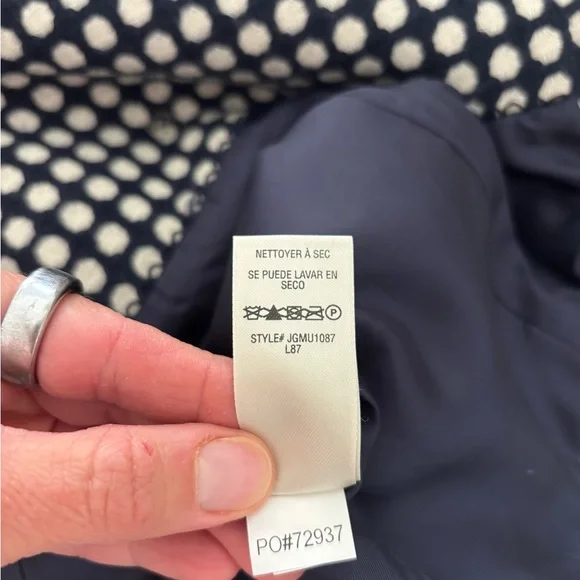 NETTOYER À SEC
SE PUEDE LAVAR EN
SECO
P
STYLE# JGMU1087
L87
PO#72937